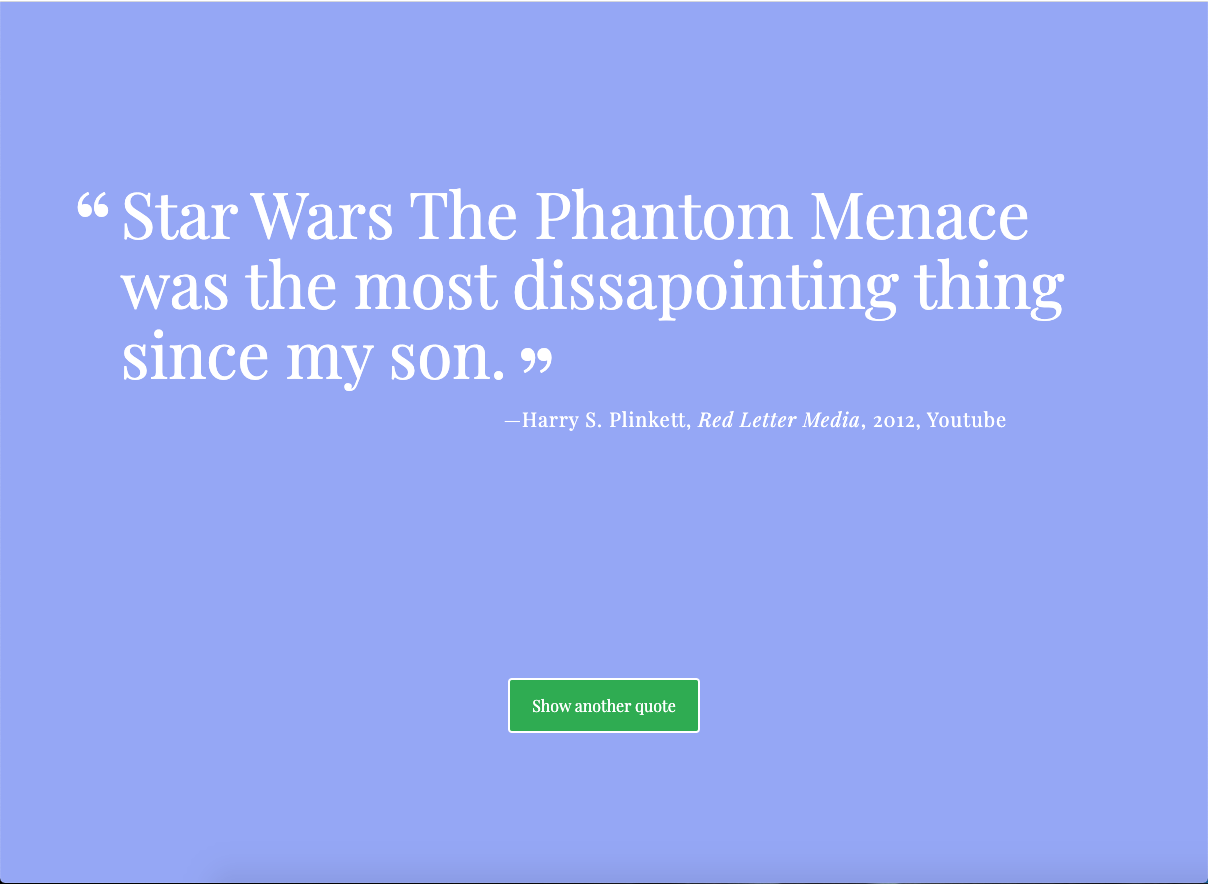 “ Star Wars The Phantom Menace
was the most dissapointing thing
since my son. ”
—Harry S. Plinkett, Red Letter Media, 2012, Youtube
Show another quote